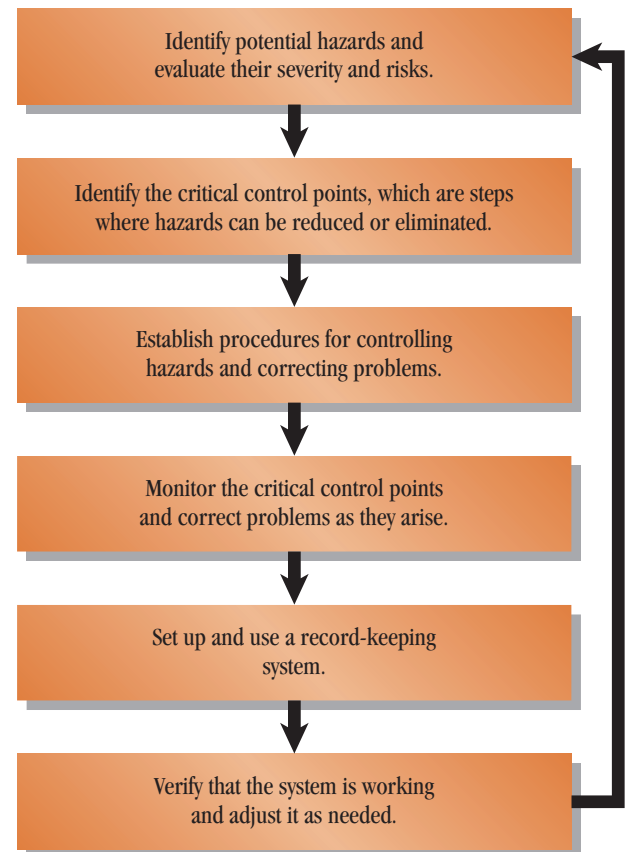 Identify potential hazards and
evaluate their severity and risks.
Identify the critical control points, which are steps
where hazards can be reduced or eliminated.
Establish procedures for controlling
hazards and correcting problems.
Monitor the critical control points
and correct problems as they arise.
Set up and use a record-keeping
system.
Verify that the system is working
and adjust it as needed.